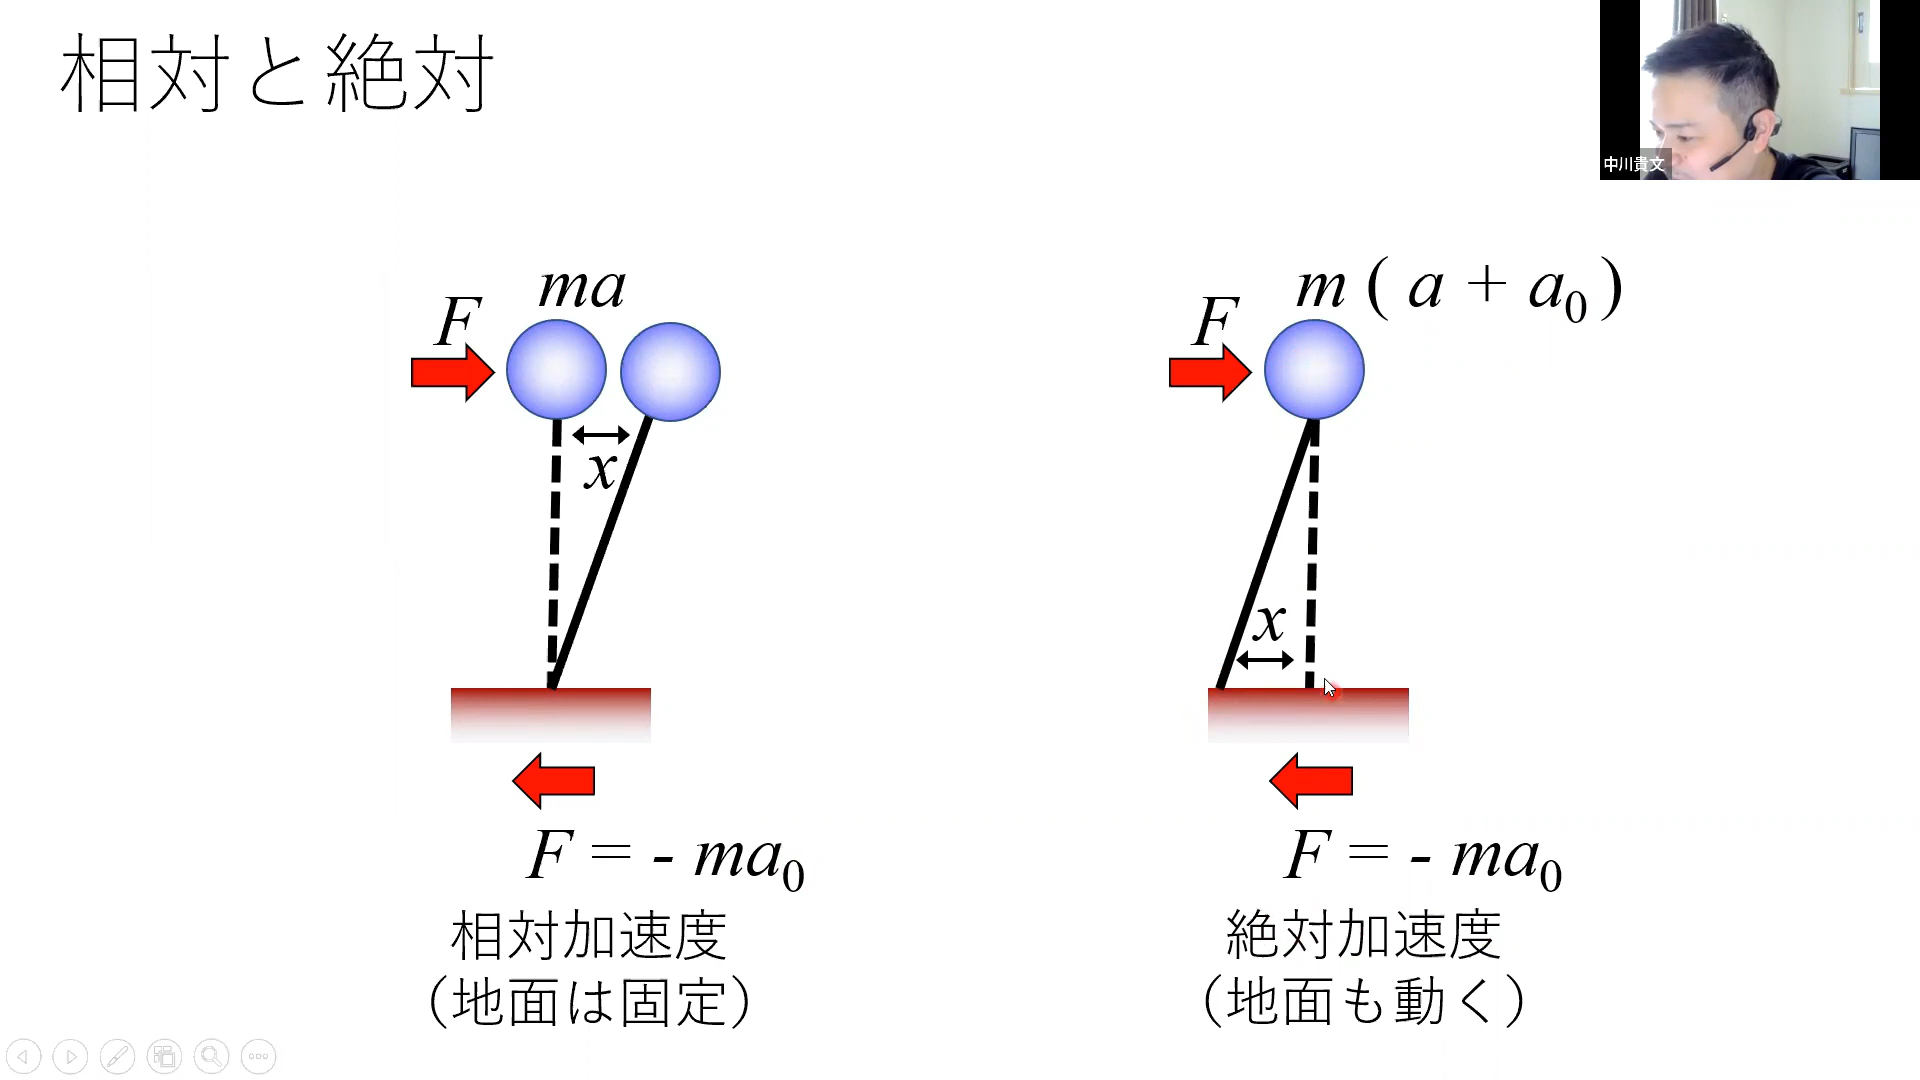 相対と絶対
中川貴文
F
ma
x
F = - ma₀
相対加速度
（地面は固定）
F
m ( a + a₀ )
x
F = - ma₀
絶対加速度
（地面も動く）